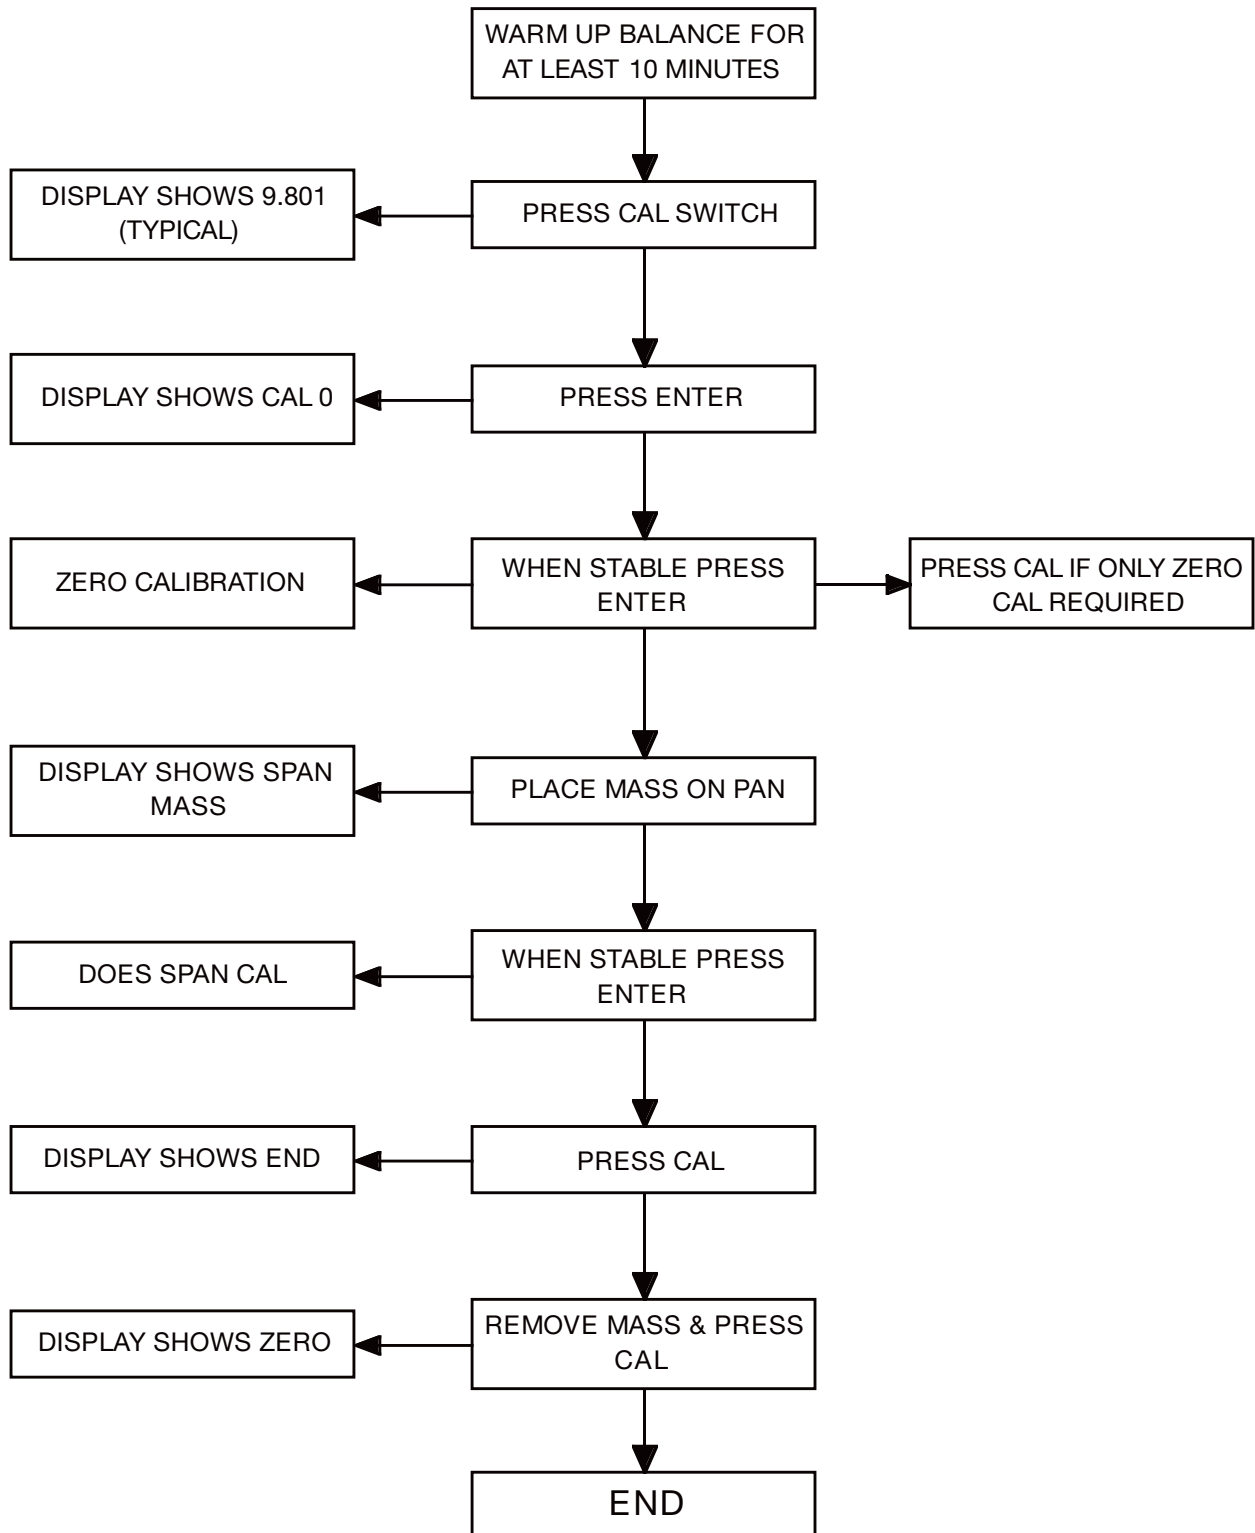 WARM UP BALANCE FOR
AT LEAST 10 MINUTES
DISPLAY SHOWS 9.801
(TYPICAL)
PRESS CAL SWITCH
DISPLAY SHOWS CAL 0
PRESS ENTER
ZERO CALIBRATION
WHEN STABLE PRESS
ENTER
PRESS CAL IF ONLY ZERO
CAL REQUIRED
DISPLAY SHOWS SPAN
MASS
PLACE MASS ON PAN
DOES SPAN CAL
WHEN STABLE PRESS
ENTER
DISPLAY SHOWS END
PRESS CAL
DISPLAY SHOWS ZERO
REMOVE MASS & PRESS
CAL
END